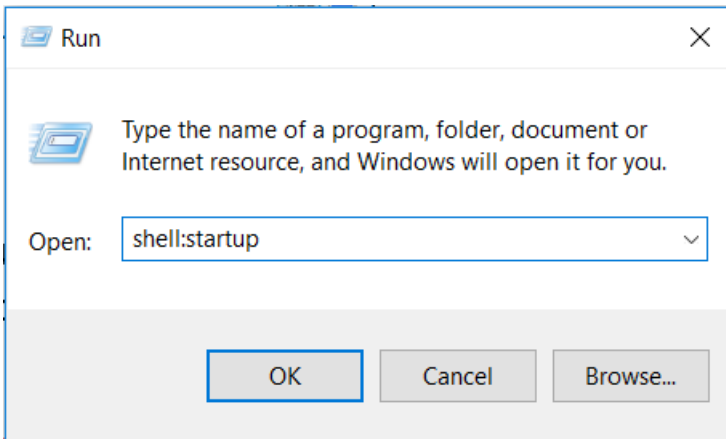 Run
Type the name of a program, folder, document or
Internet resource, and Windows will open it for you.
Open: shell:startup
OK Cancel Browse...